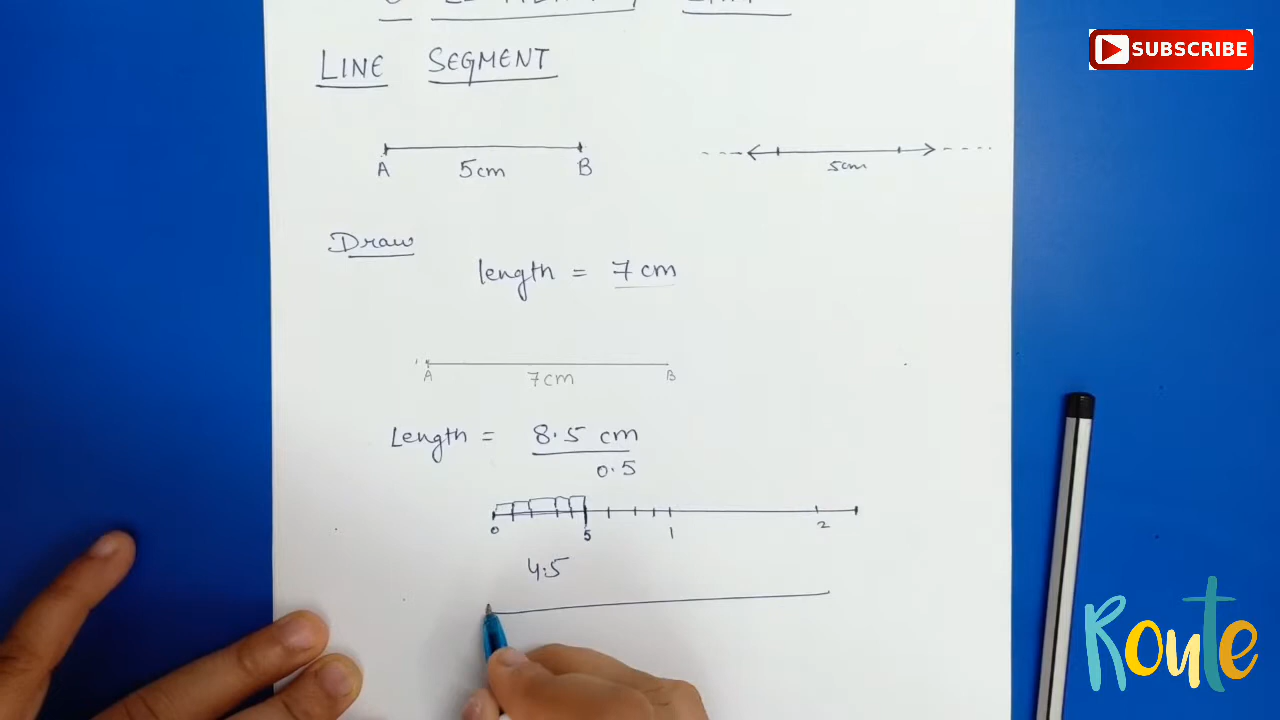 LINE SEGMENT
A 5cm B
5cm
Draw
length = 7 cm
A 7cm B
Length = 8.5 cm
0.5
0 5 1 2
4.5
SUBSCRIBE
Route